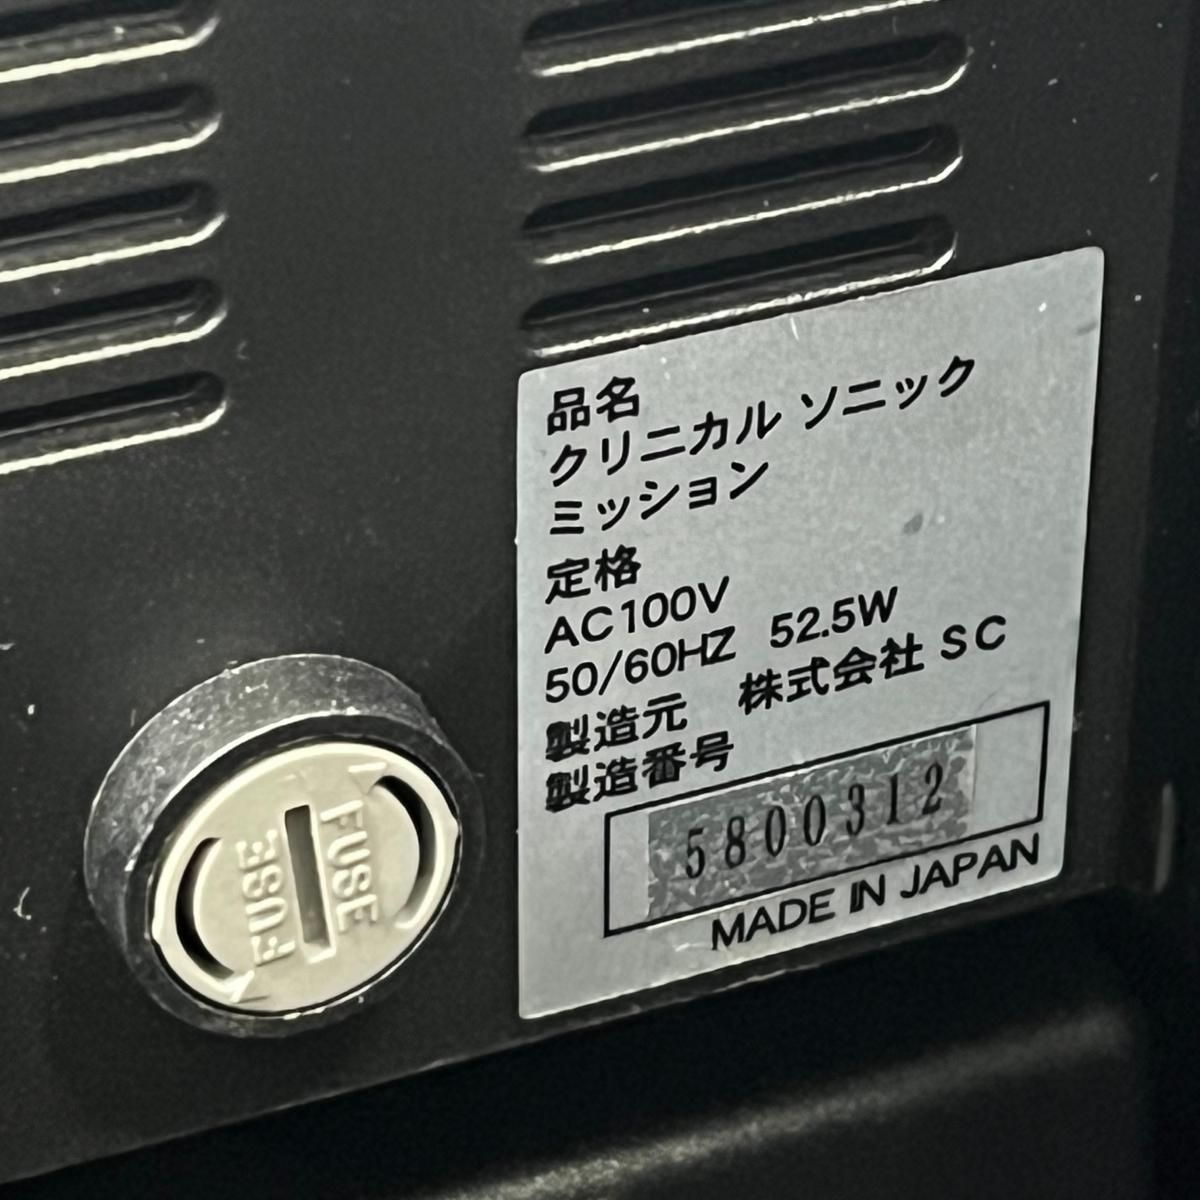 品名
クリニカル ソニック
ミッション
定格
AC100V
50/60HZ 52.5W
製造元 株式会社 SC
製造番号
5800312
MADE IN JAPAN
FUSE
FUSE